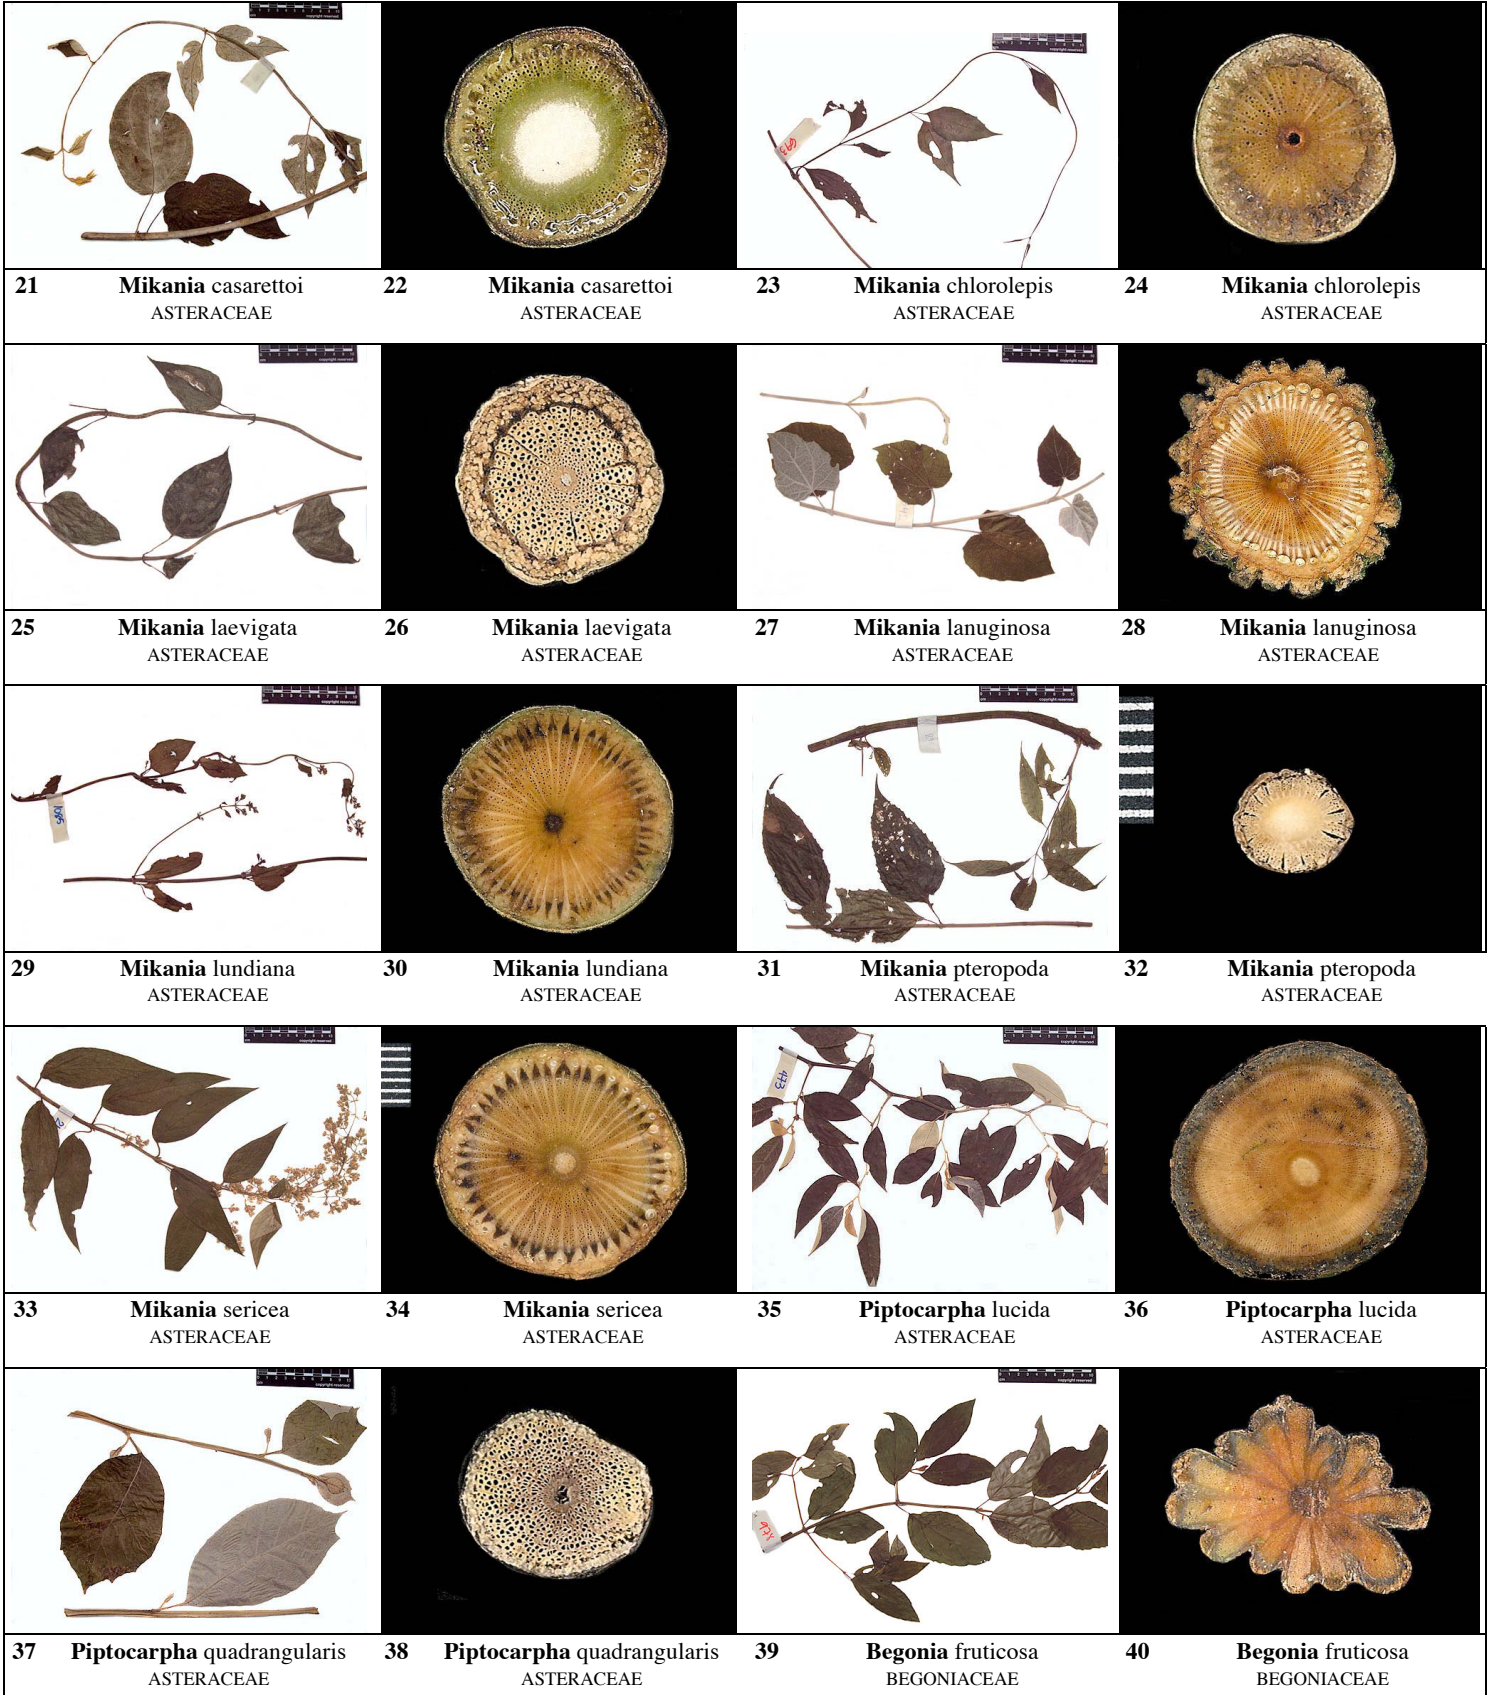 21 Mikania casarettoi
ASTERACEAE
22 Mikania casarettoi
ASTERACEAE
23 Mikania chlorolepis
ASTERACEAE
24 Mikania chlorolepis
ASTERACEAE
25 Mikania laevigata
ASTERACEAE
26 Mikania laevigata
ASTERACEAE
27 Mikania lanuginosa
ASTERACEAE
28 Mikania lanuginosa
ASTERACEAE
29 Mikania lundiana
ASTERACEAE
30 Mikania lundiana
ASTERACEAE
31 Mikania pteropoda
ASTERACEAE
32 Mikania pteropoda
ASTERACEAE
473
33 Mikania sericea
ASTERACEAE
34 Mikania sericea
ASTERACEAE
35 Piptocarpha lucida
ASTERACEAE
36 Piptocarpha lucida
ASTERACEAE
37 Piptocarpha quadrangularis
ASTERACEAE
38 Piptocarpha quadrangularis
ASTERACEAE
39 Begonia fruticosa
BEGONIACEAE
40 Begonia fruticosa
BEGONIACEAE